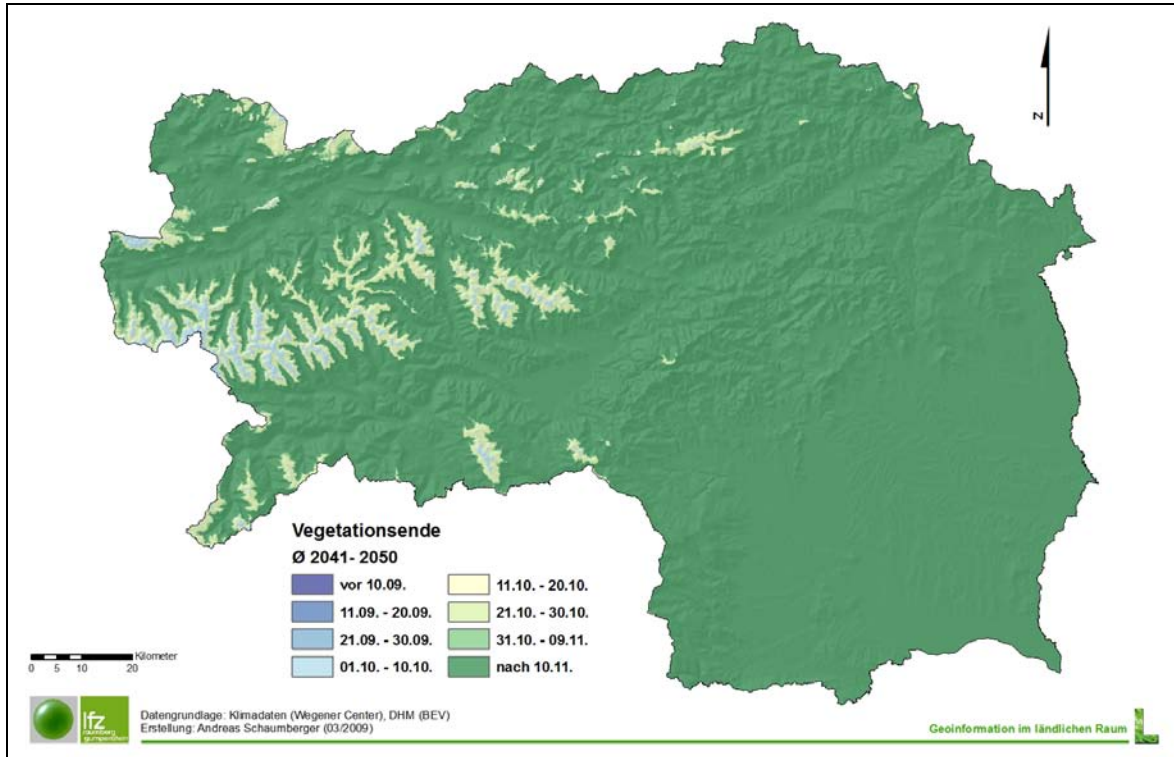 N
Vegetationsende
Ø 2041- 2050
vor 10.09.
11.09. - 20.09.
21.09. - 30.09.
01.10. - 10.10.
11.10. - 20.10.
21.10. - 30.10.
31.10. - 09.11.
nach 10.11.
Kilometer
0 5 10 20
lfz
raumberg
gumpenstein
Datengrundlage: Klimadaten (Wegener Center), DHM (BEV)
Erstellung: Andreas Schaumberger (03/2009)
Geoinformation im ländlichen Raum